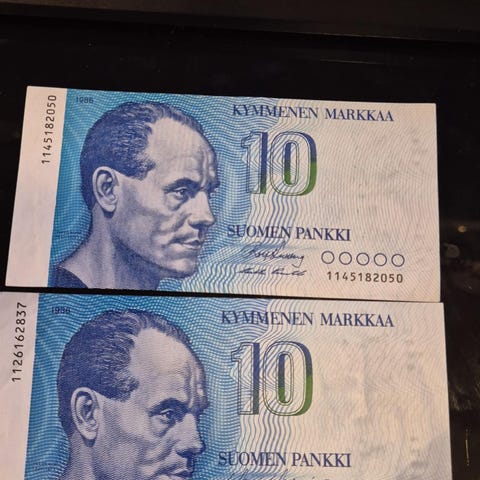 1145182050
1986
KYMMENEN MARKKAA
10
SUOMEN PANKKI
1145182050
1126162837
1986
KYMMENEN MARKKAA
10
SUOMEN PANKKI